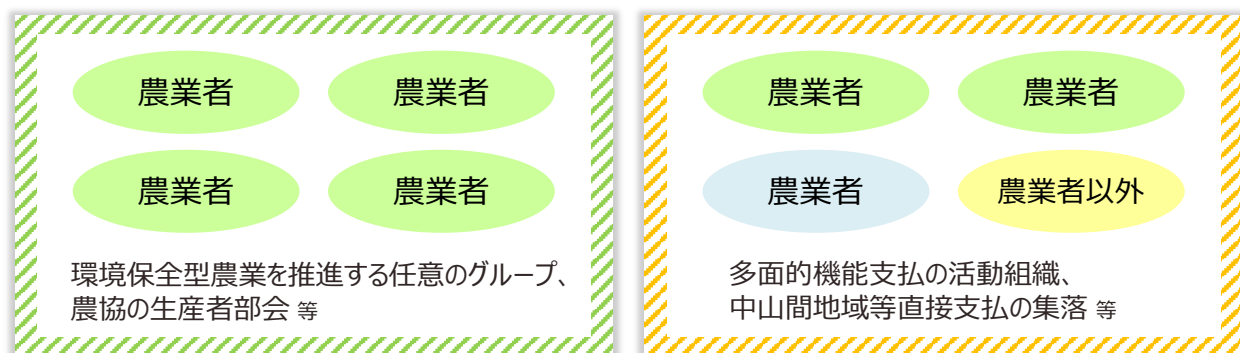 農業者
農業者
農業者
農業者
環境保全型農業を推進する任意のグループ、
農協の生産者部会 等
農業者
農業者
農業者
農業者以外
多面的機能支払の活動組織、
中山間地域等直接支払の集落 等